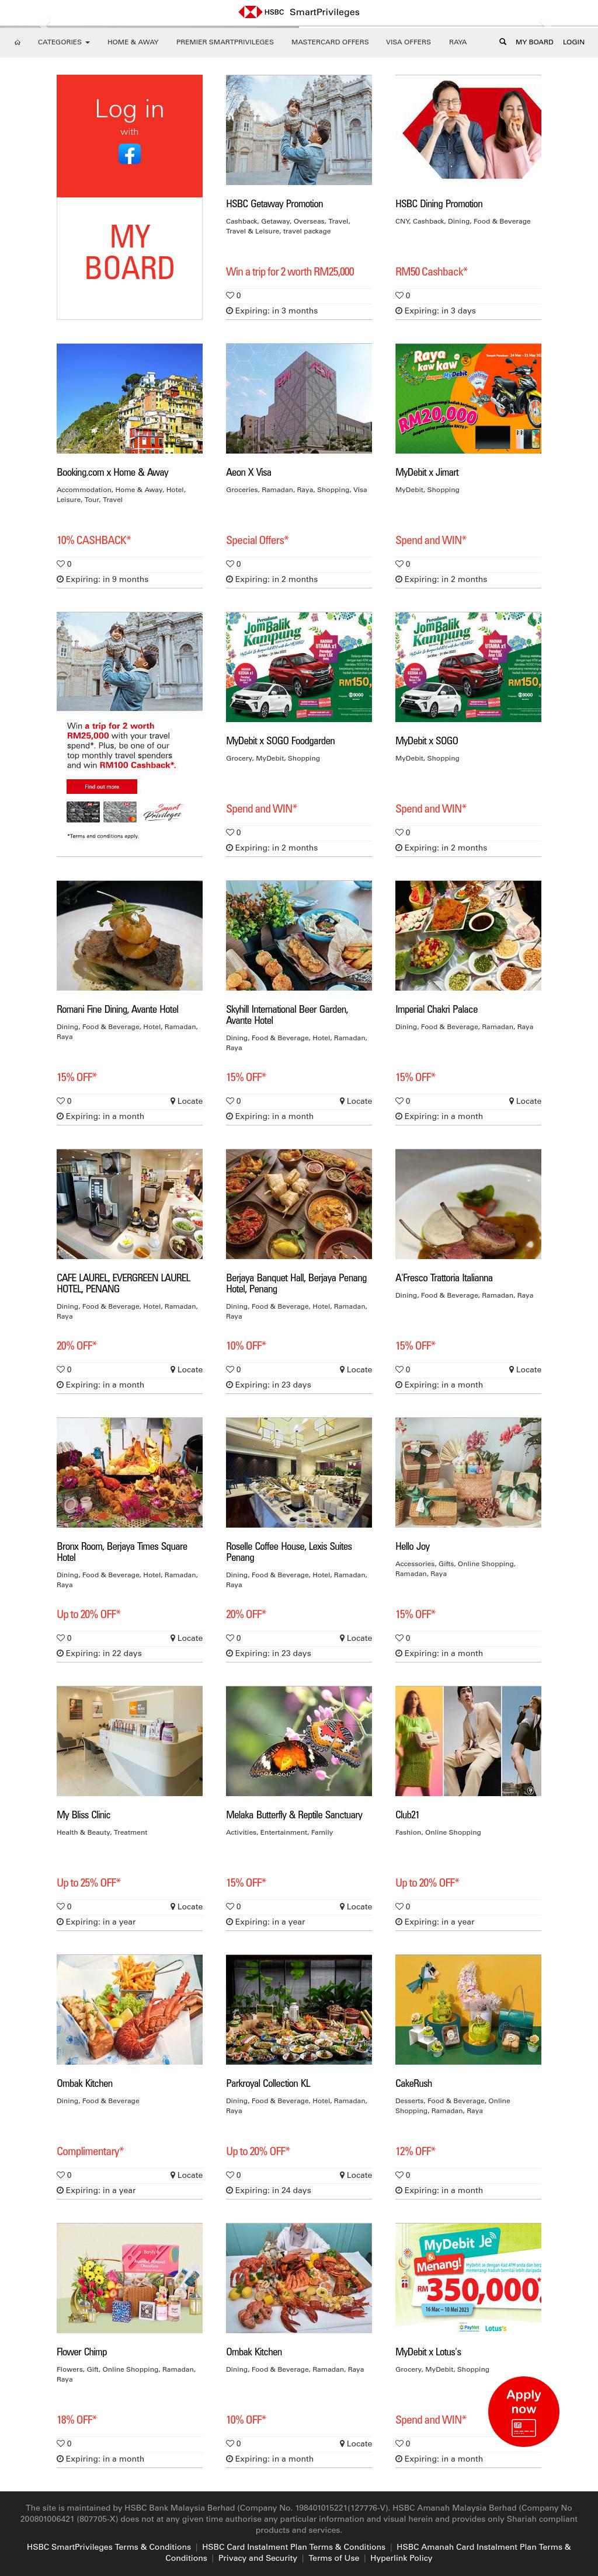 HSBC SmartPrivileges
CATEGORIES HOME & AWAY PREMIER SMARTPRIVILEGES MASTERCARD OFFERS VISA OFFERS RAYA MY BOARD LOGIN
Log in
with
MY
BOARD
HSBC Getaway Promotion
Cashback, Getaway, Overseas, Travel,
Travel & Leisure, travel package
Win a trip for 2 worth RM25,000
0
Expiring: in 3 months
HSBC Dining Promotion
CNY, Cashback, Dining, Food & Beverage
RM50 Cashback*
0
Expiring: in 3 days
Booking.com x Home & Away
Accommodation, Home & Away, Hotel,
Leisure, Tour, Travel
10% CASHBACK*
0
Expiring: in 9 months
AEON
Aeon X Visa
Groceries, Ramadan, Raya, Shopping, Visa
Special Offers*
0
Expiring: in 2 months
Raya
kaw kaw
MyDebit
RM20,000
MyDebit x Jimart
MyDebit, Shopping
Spend and WIN*
0
Expiring: in 2 months
Win a trip for 2 worth
RM25,000 with your travel
spend*. Plus, be one of our
top monthly travel spenders
and win RM100 Cashback*.
Find out more
Smart
Privileges
*Terms and conditions apply.
Peraduan
JomBalik
Kampung
RM150,
MyDebit x SOGO Foodgarden
Grocery, MyDebit, Shopping
Spend and WIN*
0
Expiring: in 2 months
Peraduan
JomBalik
Kampung
RM150,
MyDebit x SOGO
MyDebit, Shopping
Spend and WIN*
0
Expiring: in 2 months
Romani Fine Dining, Avante Hotel
Dining, Food & Beverage, Hotel, Ramadan,
Raya
15% OFF*
0 Locate
Expiring: in a month
Skyhill International Beer Garden,
Avante Hotel
Dining, Food & Beverage, Hotel, Ramadan,
Raya
15% OFF*
0 Locate
Expiring: in a month
Imperial Chakri Palace
Dining, Food & Beverage, Ramadan, Raya
15% OFF*
0 Locate
Expiring: in a month
CAFE LAUREL, EVERGREEN LAUREL
HOTEL, PENANG
Dining, Food & Beverage, Hotel, Ramadan,
Raya
20% OFF*
0 Locate
Expiring: in a month
Berjaya Banquet Hall, Berjaya Penang
Hotel, Penang
Dining, Food & Beverage, Hotel, Ramadan,
Raya
10% OFF*
0 Locate
Expiring: in 23 days
A'Fresco Trattoria Italianna
Dining, Food & Beverage, Ramadan, Raya
15% OFF*
0 Locate
Expiring: in a month
Bronx Room, Berjaya Times Square
Hotel
Dining, Food & Beverage, Hotel, Ramadan,
Raya
Up to 20% OFF*
0 Locate
Expiring: in 22 days
Roselle Coffee House, Lexis Suites
Penang
Dining, Food & Beverage, Hotel, Ramadan,
Raya
20% OFF*
0 Locate
Expiring: in 23 days
Hello Joy
Accessories, Gifts, Online Shopping,
Ramadan, Raya
15% OFF*
0
Expiring: in a month
My Bliss Clinic
Health & Beauty, Treatment
Up to 25% OFF*
0 Locate
Expiring: in a year
Melaka Butterfly & Reptile Sanctuary
Activities, Entertainment, Family
15% OFF*
0 Locate
Expiring: in a year
Club21
Fashion, Online Shopping
Up to 20% OFF*
0
Expiring: in a year
Ombak Kitchen
Dining, Food & Beverage
Complimentary*
0 Locate
Expiring: in a year
Parkroyal Collection KL
Dining, Food & Beverage, Hotel, Ramadan,
Raya
Up to 20% OFF*
0 Locate
Expiring: in 24 days
CakeRush
Desserts, Food & Beverage, Online
Shopping, Ramadan, Raya
12% OFF*
0
Expiring: in a month
Flower Chimp
Flowers, Gift, Online Shopping, Ramadan,
Raya
18% OFF*
0
Expiring: in a month
Ombak Kitchen
Dining, Food & Beverage, Ramadan, Raya
10% OFF*
0 Locate
Expiring: in a month
MyDebit Je
& Menang!
RM350,000
16 Mac – 10 Mei 2023
PayNet Lotus's
MyDebit x Lotus's
Grocery, MyDebit, Shopping
Spend and WIN*
0
Expiring: in a month
Apply
now
The site is maintained by HSBC Bank Malaysia Berhad (Company No. 198401015221(127776-V). HSBC Amanah Malaysia Berhad (Company No
200801006421 (807705-X) does not at any given time authorise any particular information and visual herein and provides only Shariah compliant
products and services.
HSBC SmartPrivileges Terms & Conditions | HSBC Card Instalment Plan Terms & Conditions | HSBC Amanah Card Instalment Plan Terms &
Conditions | Privacy and Security | Terms of Use | Hyperlink Policy